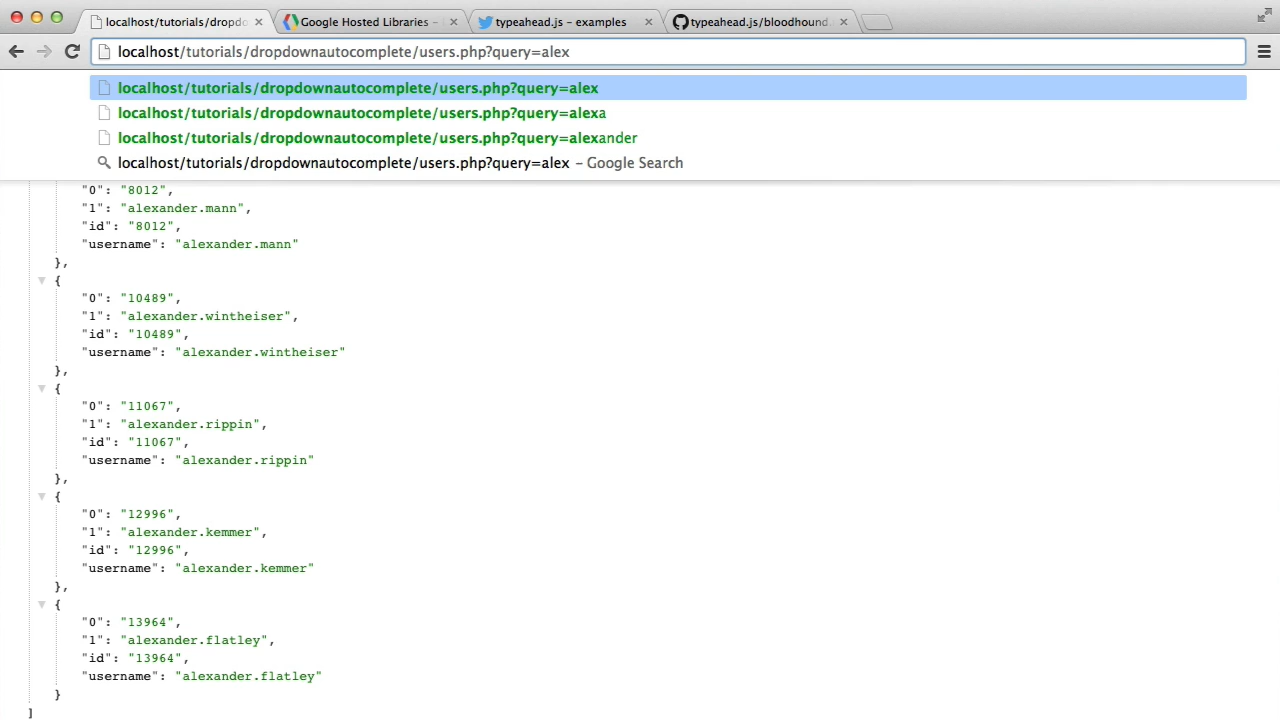 localhost/tutorials/dropdo
Google Hosted Libraries –
typeahead.js – examples
typeahead.js/bloodhound.
localhost/tutorials/dropdownautocomplete/users.php?query=alex
localhost/tutorials/dropdownautocomplete/users.php?query=alex
localhost/tutorials/dropdownautocomplete/users.php?query=alexa
localhost/tutorials/dropdownautocomplete/users.php?query=alexander
localhost/tutorials/dropdownautocomplete/users.php?query=alex – Google Search
"0": "8012",
"1": "alexander.mann",
"id": "8012",
"username": "alexander.mann"
},
{
"0": "10489",
"1": "alexander.wintheiser",
"id": "10489",
"username": "alexander.wintheiser"
},
{
"0": "11067",
"1": "alexander.rippin",
"id": "11067",
"username": "alexander.rippin"
},
{
"0": "12996",
"1": "alexander.kemmer",
"id": "12996",
"username": "alexander.kemmer"
},
{
"0": "13964",
"1": "alexander.flatley",
"id": "13964",
"username": "alexander.flatley"
}
]